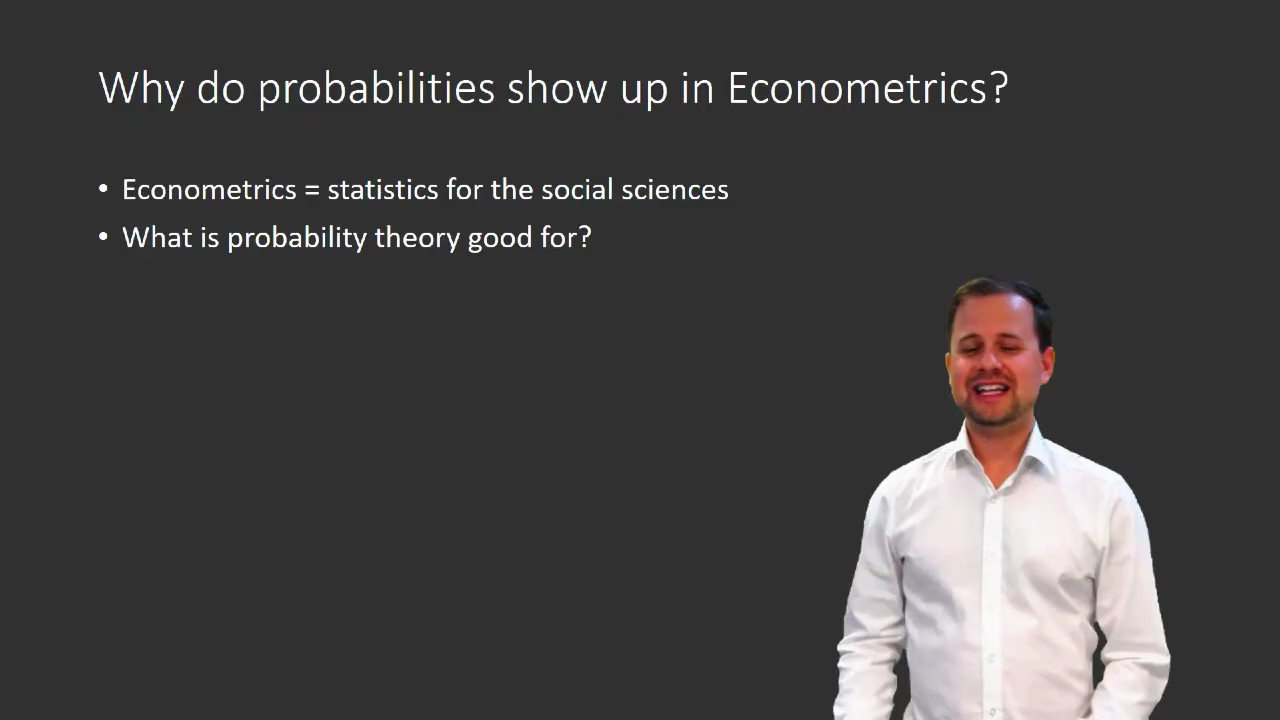 Why do probabilities show up in Econometrics?
• Econometrics = statistics for the social sciences
• What is probability theory good for?